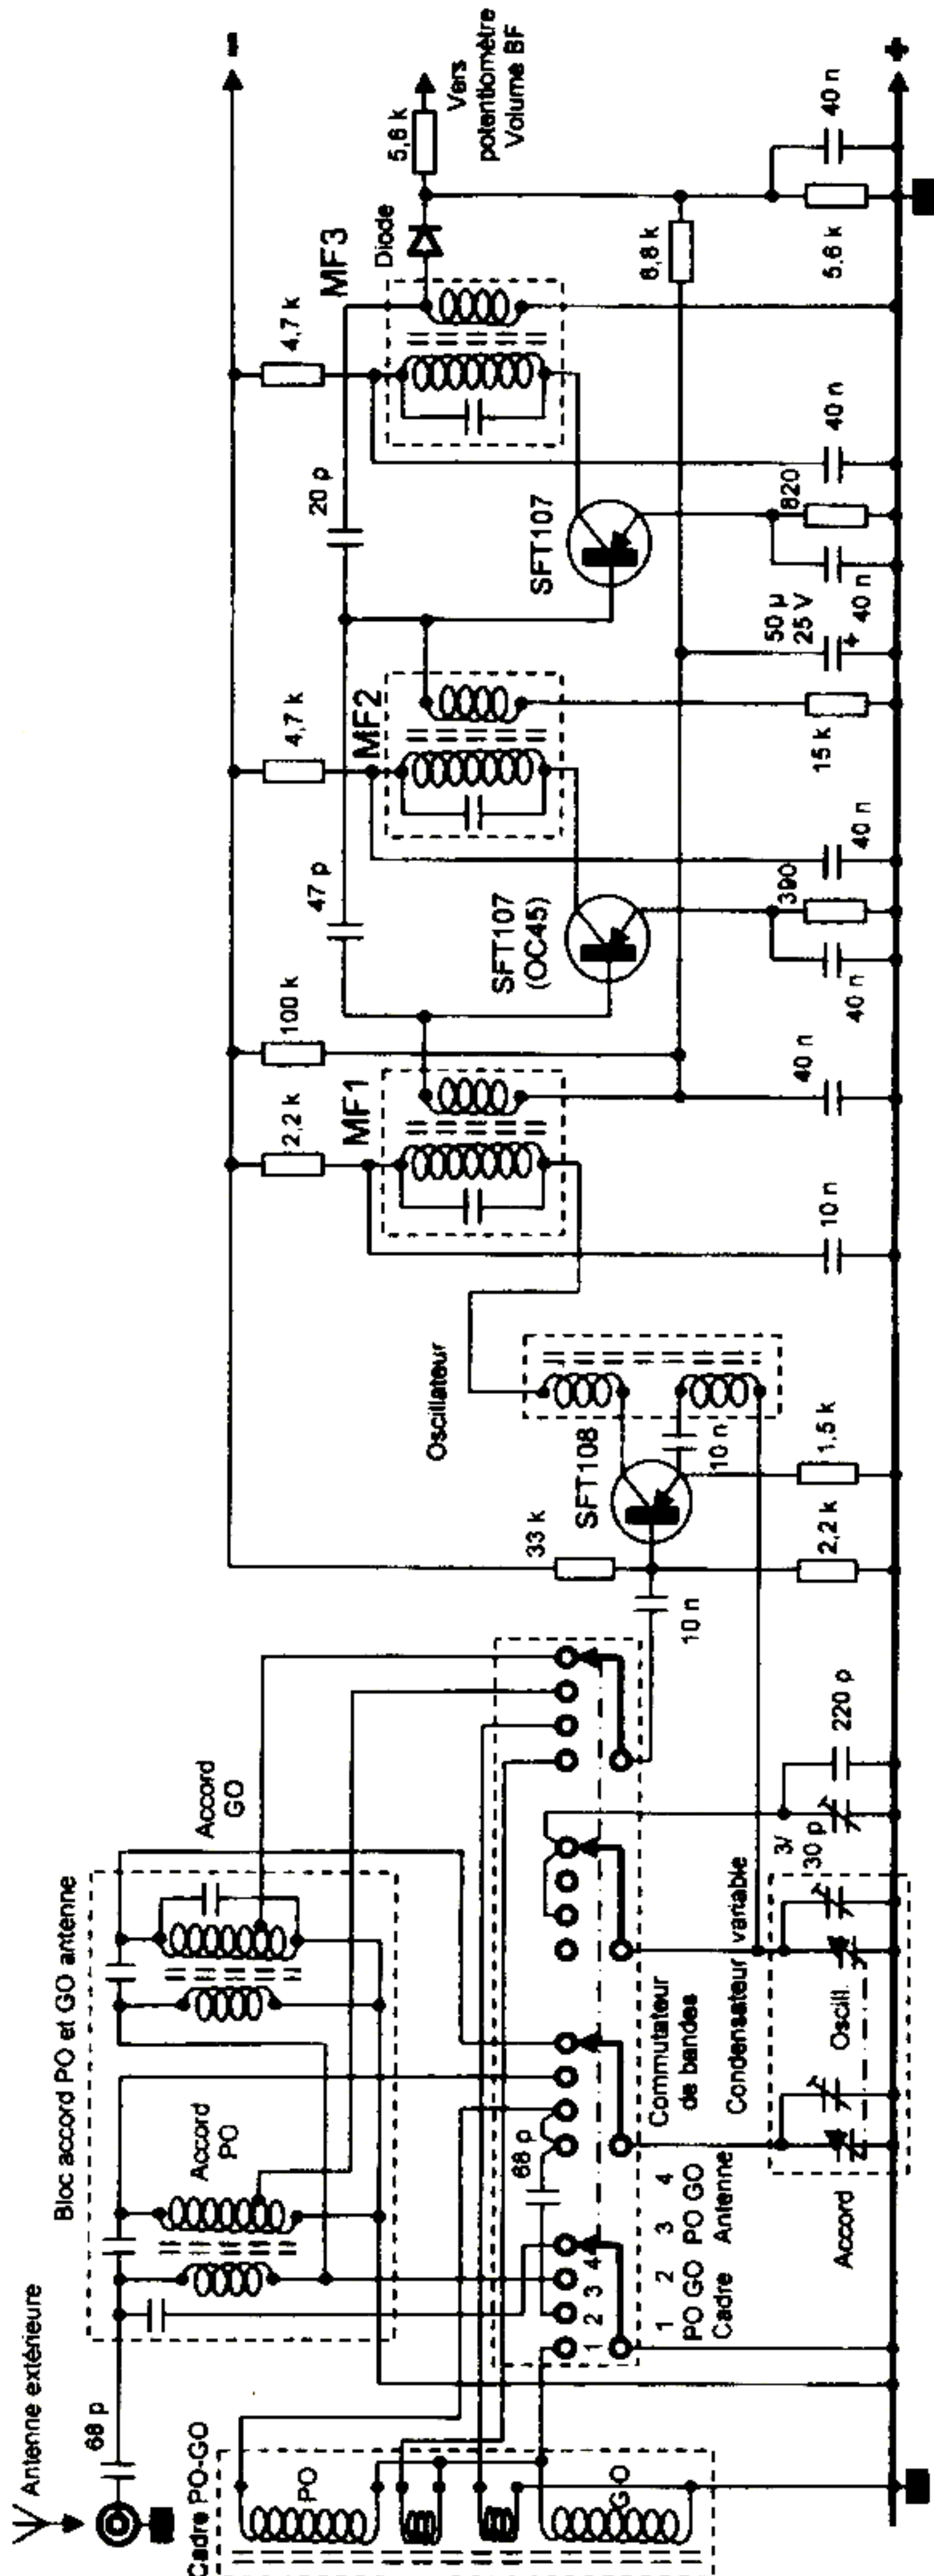 Antenne extérieure
68 p
Bloc accord PO et GO antenne
Accord
PO
Accord
GO
Cadre PO-GO
PO
GO
1
2
3
4
68 p
1 2 3 4
PO GO PO GO
Cadre Antenne
Commutateur
de bandes
Condensateur variable
Accord
Oscill.
3/
30 p
220 p
10 n
33 k
2,2 k
SFT108
10 n
1,5 k
Oscillateur
10 n
2,2 k
MF1
100 k
40 n
47 p
SFT107
(OC45)
40 n
390
40 n
4,7 k
MF2
15 k
50 µ
25 V
+
40 n
820
40 n
20 p
SFT107
4,7 k
MF3
Diode
5,6 k
Vers
potentiomètre
Volume BF
6,8 k
5,6 k
40 n
-
+